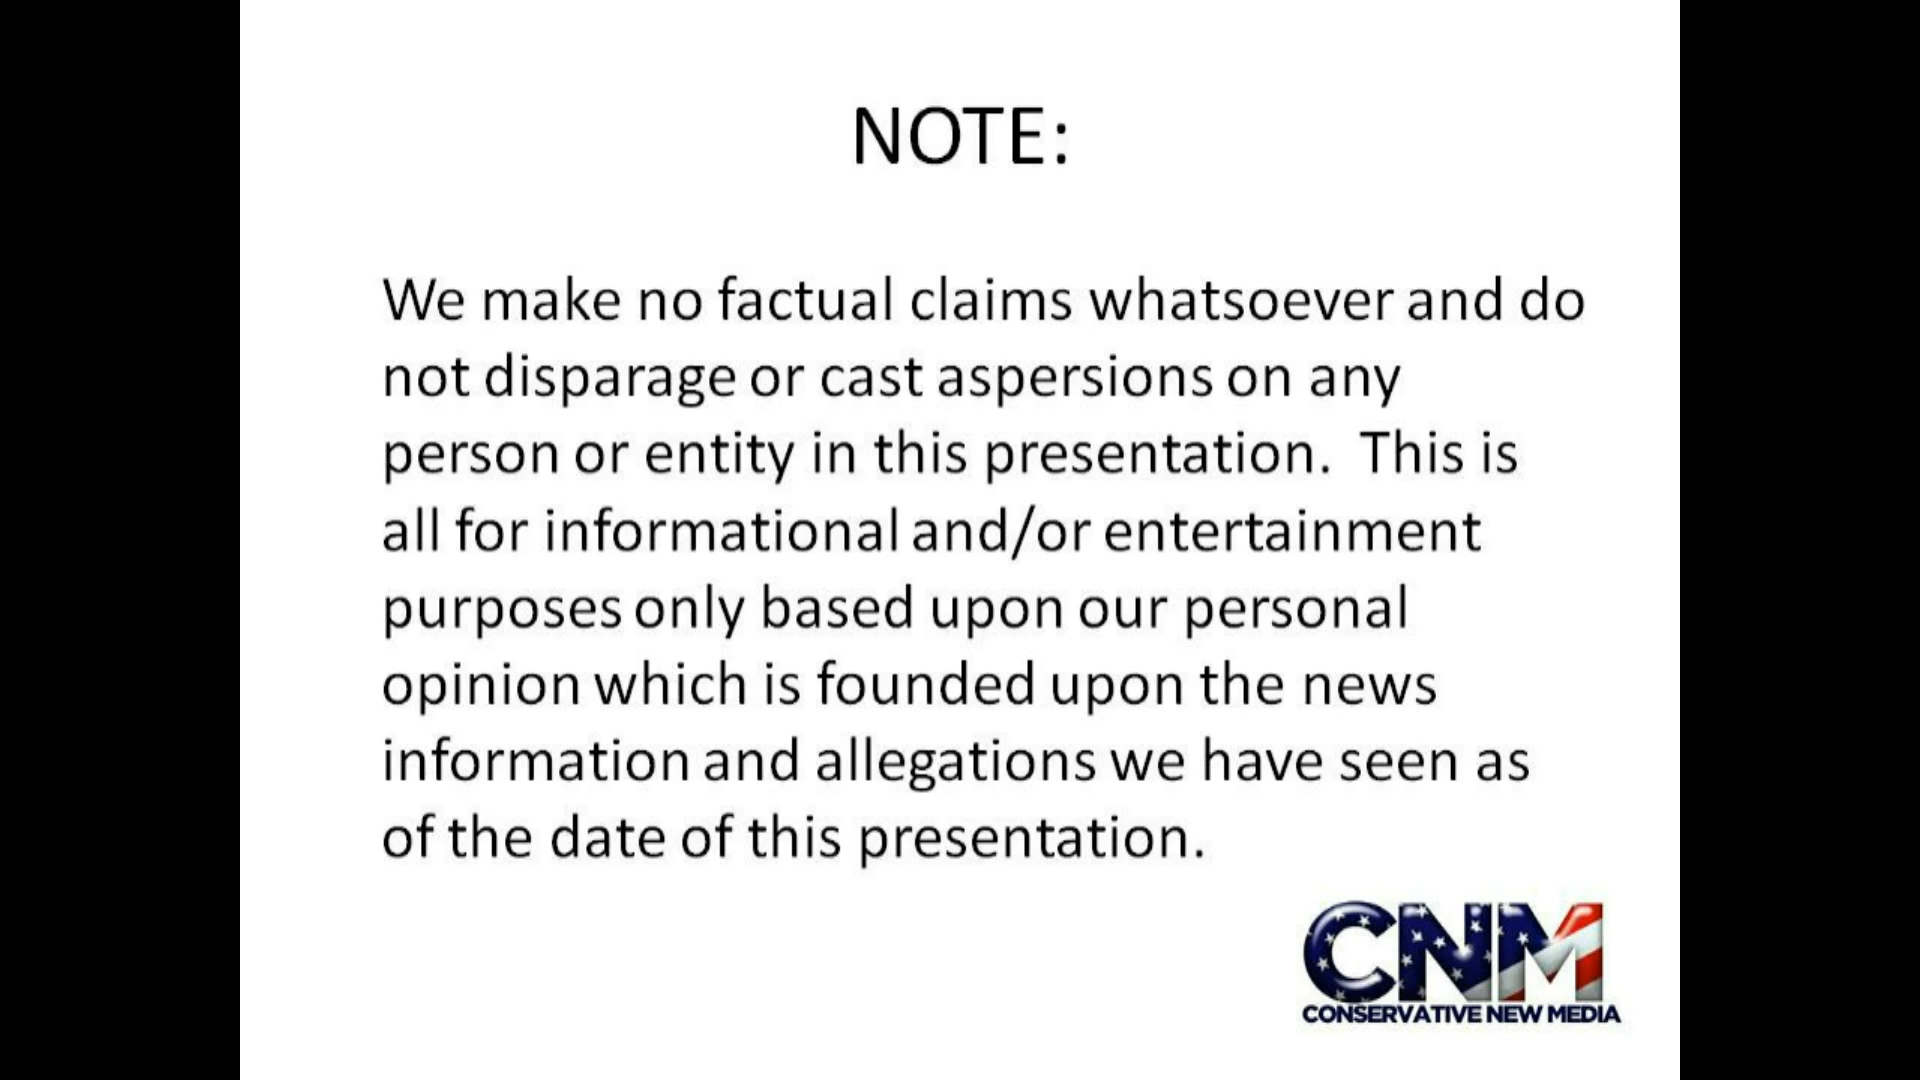 NOTE:
We make no factual claims whatsoever and do
not disparage or cast aspersions on any
person or entity in this presentation.  This is
all for informational and/or entertainment
purposes only based upon our personal
opinion which is founded upon the news
information and allegations we have seen as
of the date of this presentation.
CNM
CONSERVATIVE NEW MEDIA